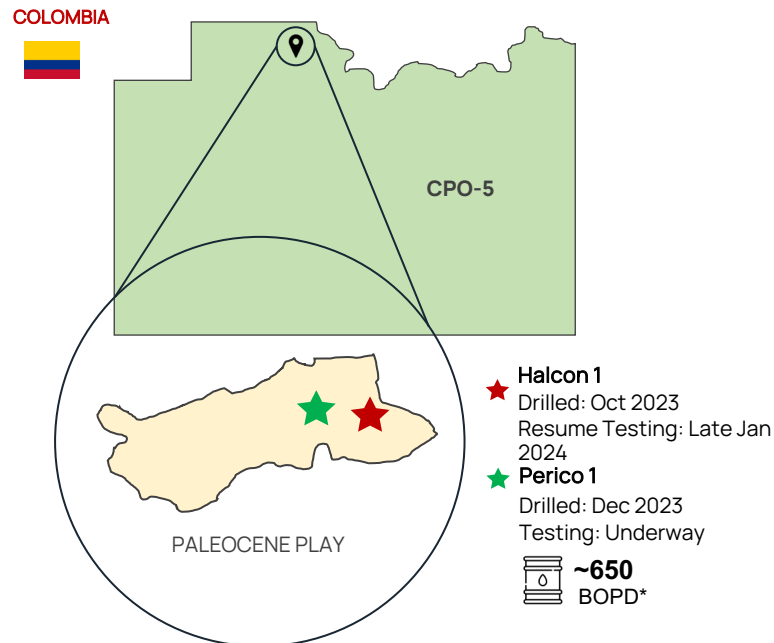 COLOMBIA
CPO-5
Halcon 1
Drilled: Oct 2023
Resume Testing: Late Jan
2024
Perico 1
Drilled: Dec 2023
Testing: Underway
~650
BOPD*
PALEOCENE PLAY